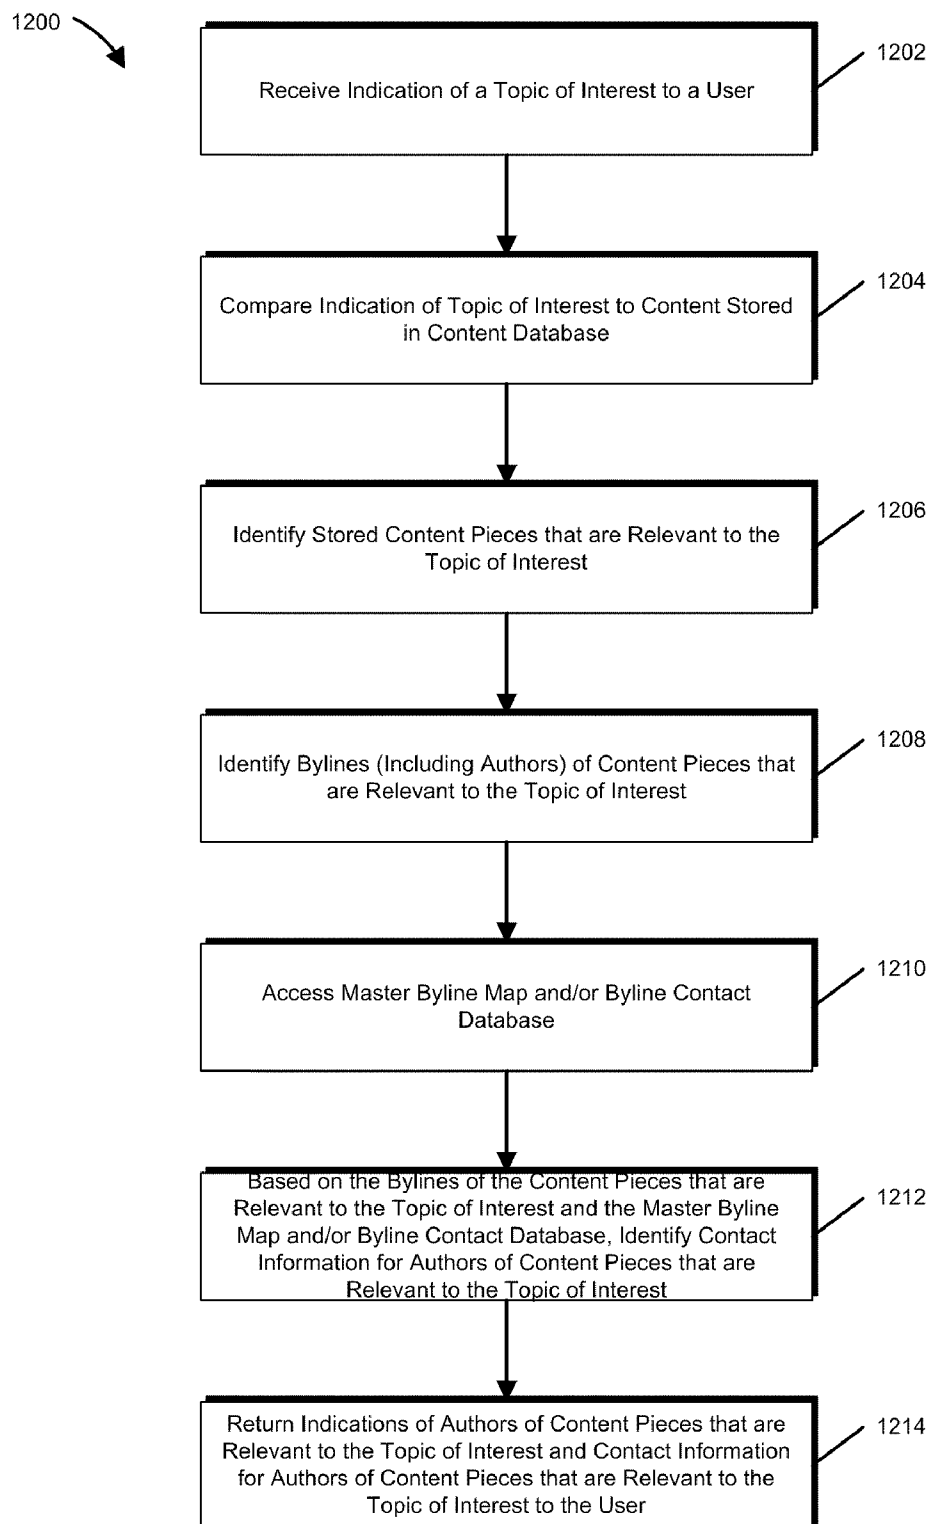 1200
Receive Indication of a Topic of Interest to a User
1202
Compare Indication of Topic of Interest to Content Stored
in Content Database
1204
Identify Stored Content Pieces that are Relevant to the
Topic of Interest
1206
Identify Bylines (Including Authors) of Content Pieces that
are Relevant to the Topic of Interest
1208
Access Master Byline Map and/or Byline Contact
Database
1210
Based on the Bylines of the Content Pieces that are
Relevant to the Topic of Interest and the Master Byline
Map and/or Byline Contact Database, Identify Contact
Information for Authors of Content Pieces that are
Relevant to the Topic of Interest
1212
Return Indications of Authors of Content Pieces that are
Relevant to the Topic of Interest and Contact Information
for Authors of Content Pieces that are Relevant to the
Topic of Interest to the User
1214